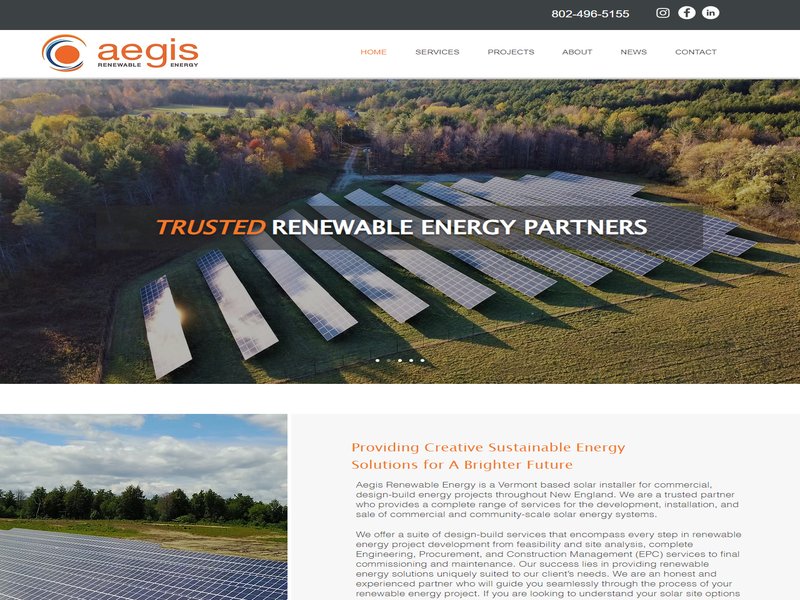 802-496-5155
aegis
RENEWABLE ENERGY
HOME SERVICES PROJECTS ABOUT NEWS CONTACT
TRUSTED RENEWABLE ENERGY PARTNERS
Providing Creative Sustainable Energy
Solutions for A Brighter Future
Aegis Renewable Energy is a Vermont based solar installer for commercial,
design-build energy projects throughout New England. We are a trusted partner
who provides a complete range of services for the development, installation, and
sale of commercial and community-scale solar energy systems.
We offer a suite of design-build services that encompass every step in renewable
energy project development from feasibility and site analysis, complete
Engineering, Procurement, and Construction Management (EPC) services to final
commissioning and maintenance. Our success lies in providing renewable
energy solutions uniquely suited to our client's needs. We are an honest and
experienced partner who will guide you seamlessly through the process of your
renewable energy project. If you are looking to understand your solar site options